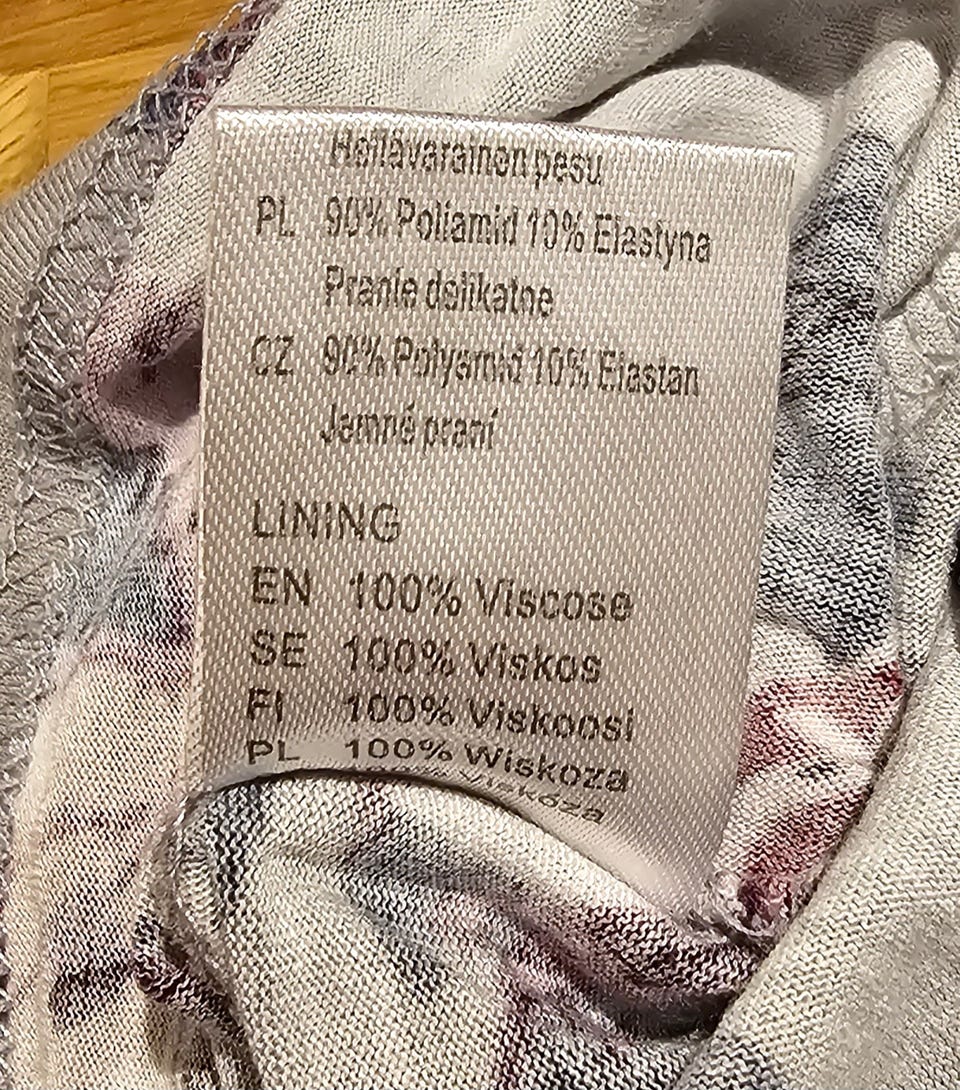 Hellävarainen pesu
PL 90% Poliamid 10% Elastyna
Pranie delikatne
CZ 90% Polyamid 10% Elastan
Jemné praní
LINING
EN 100% Viscose
SE 100% Viskos
FI 100% Viskoosi
PL 100% Wiskoza
Viskóza